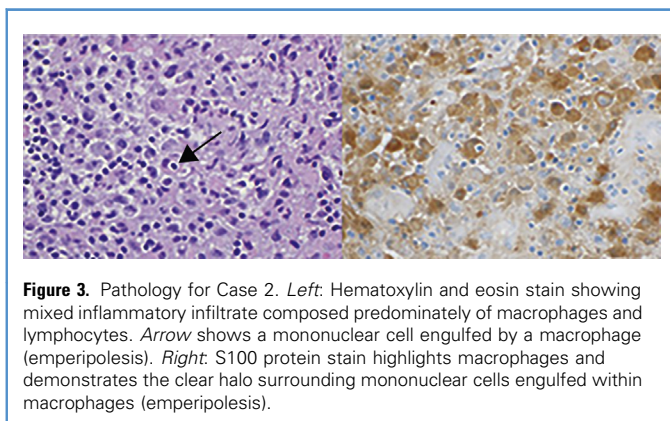 Figure 3. Pathology for Case 2. Left: Hematoxylin and eosin stain showing
mixed inflammatory infiltrate composed predominately of macrophages and
lymphocytes. Arrow shows a mononuclear cell engulfed by a macrophage
(emperipolesis). Right: S100 protein stain highlights macrophages and
demonstrates the clear halo surrounding mononuclear cells engulfed within
macrophages (emperipolesis).